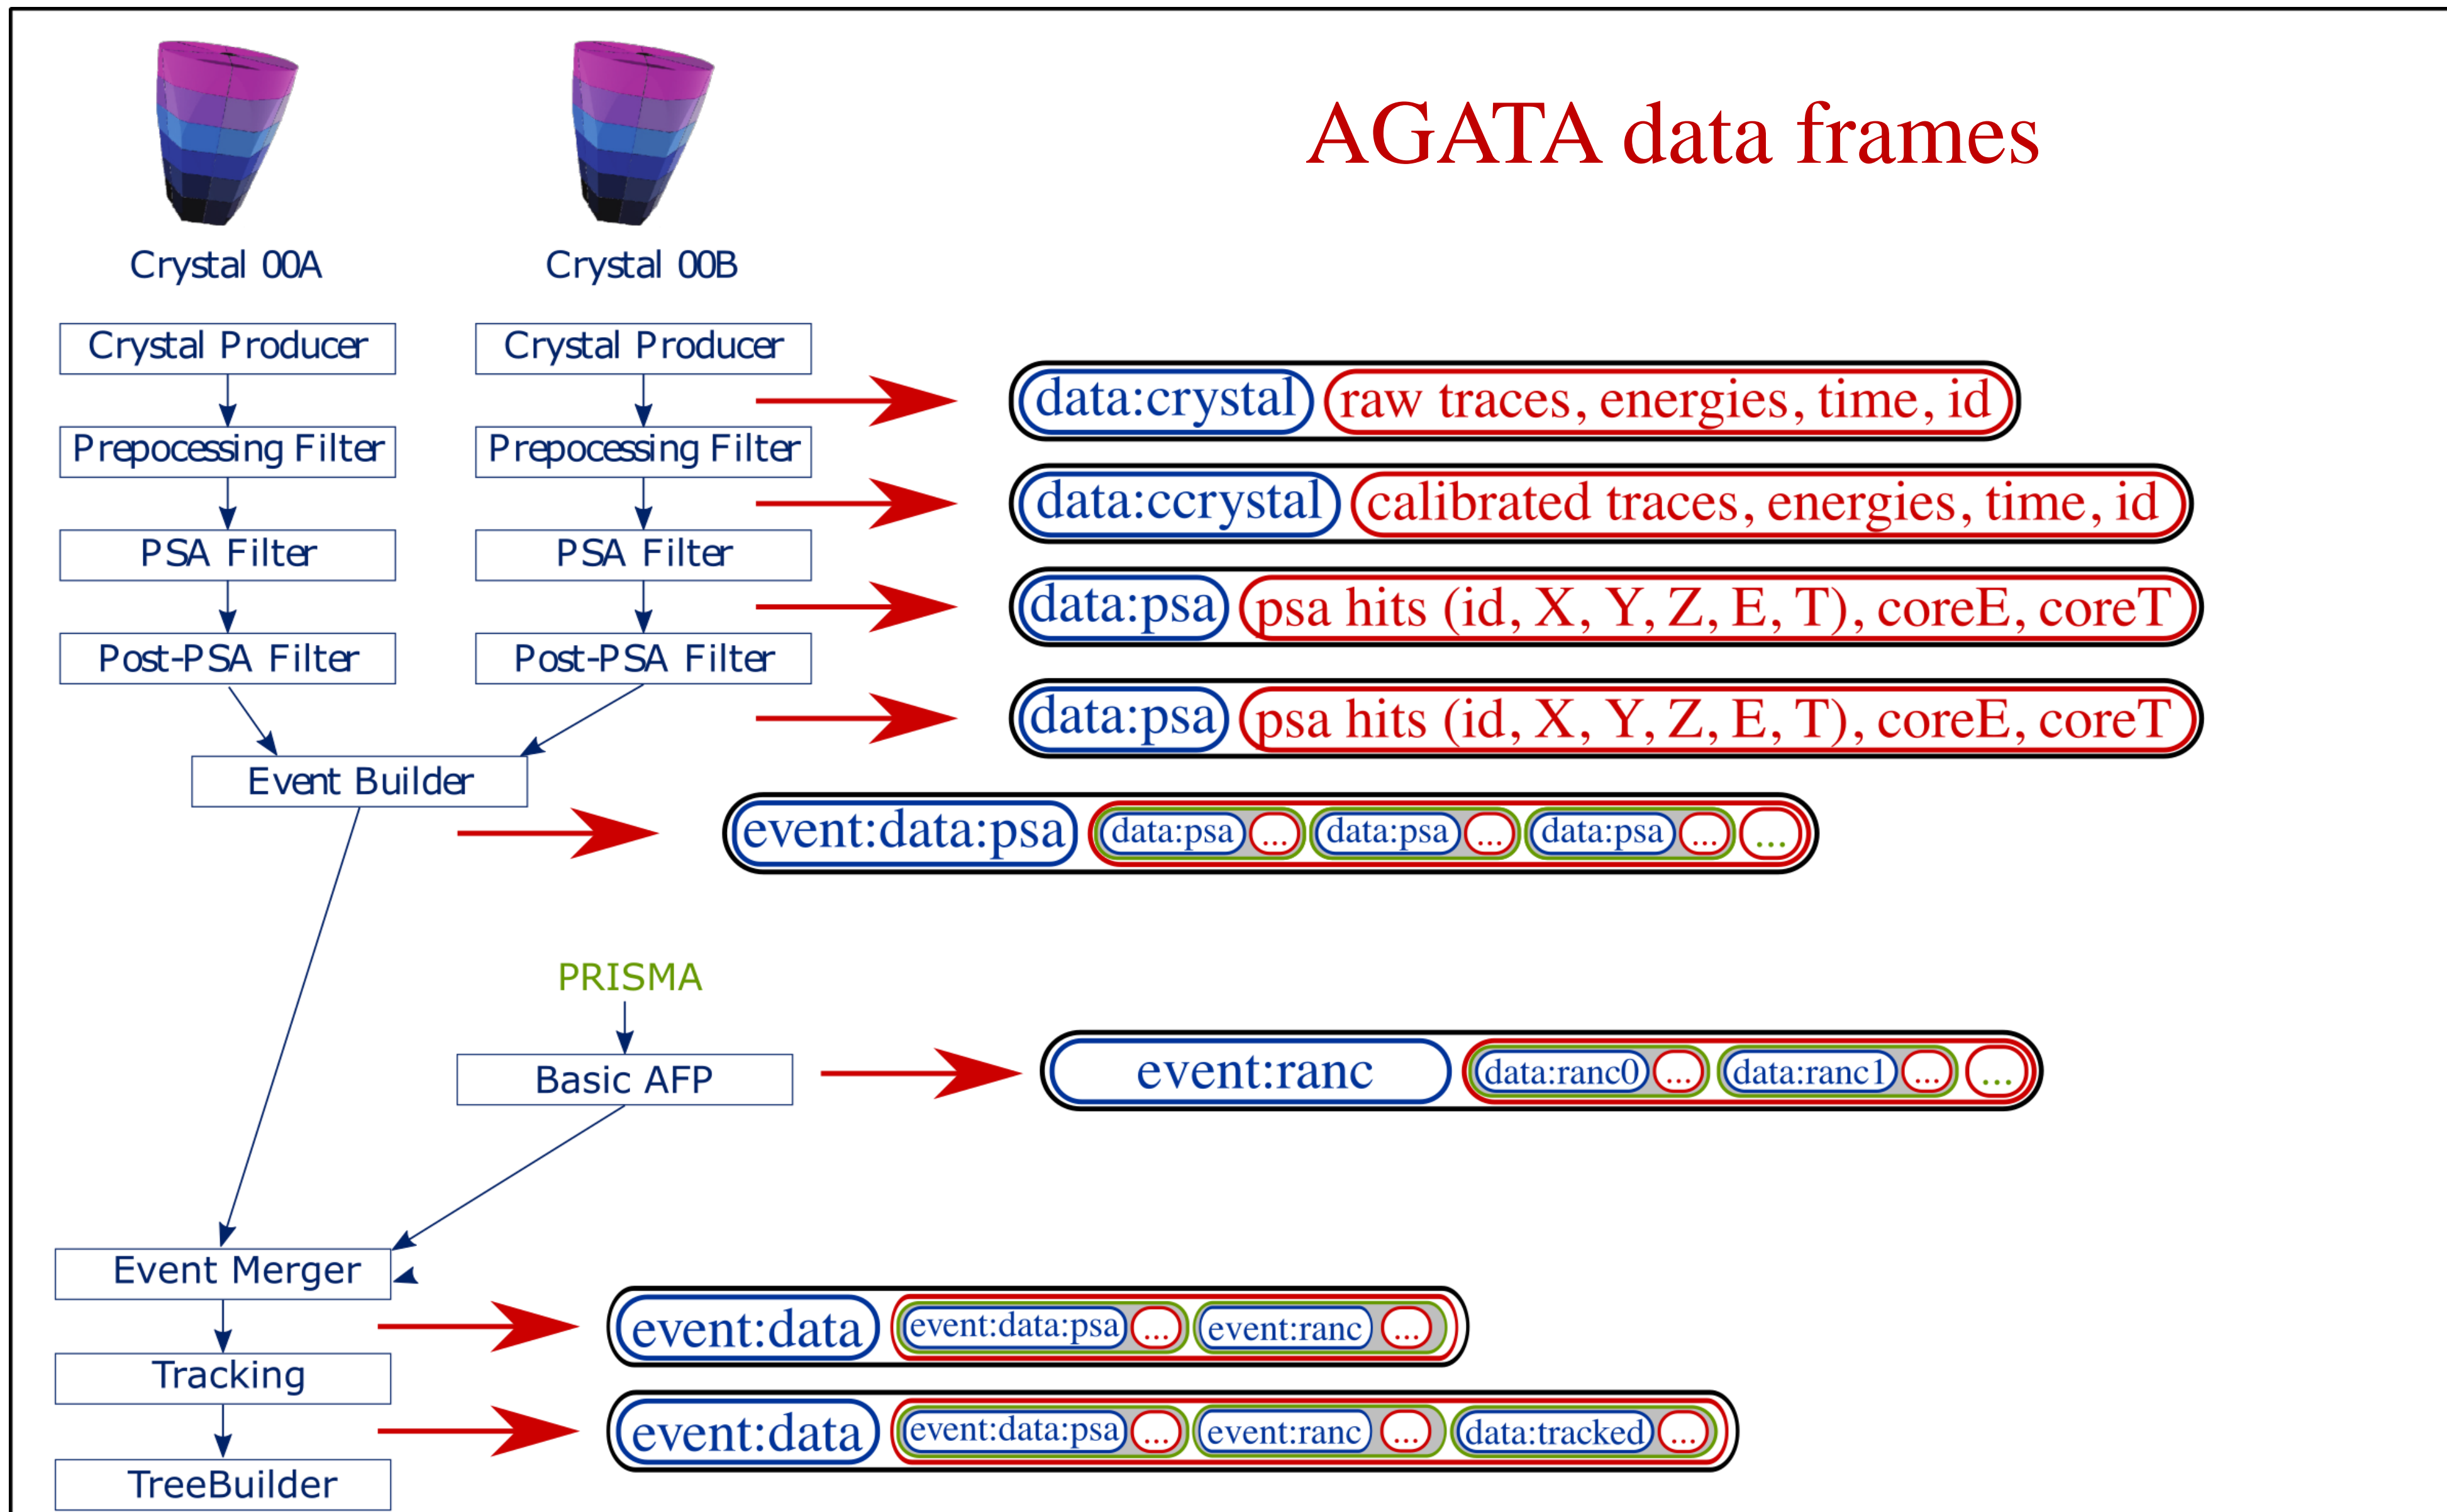 AGATA data frames
Crystal 00A
Crystal 00B
Crystal Producer
Crystal Producer
data:crystal raw traces, energies, time, id
Prepocessing Filter
Prepocessing Filter
data:ccrystal calibrated traces, energies, time, id
PSA Filter
PSA Filter
data:psa psa hits (id, X, Y, Z, E, T), coreE, coreT
Post-PSA Filter
Post-PSA Filter
data:psa psa hits (id, X, Y, Z, E, T), coreE, coreT
Event Builder
event:data:psa data:psa ... data:psa ... data:psa ... ...
PRISMA
Basic AFP
event:ranc data:ranc0 ... data:ranc1 ... ...
Event Merger
event:data event:data:psa ... event:ranc ...
Tracking
event:data event:data:psa ... event:ranc ... data:tracked ...
TreeBuilder